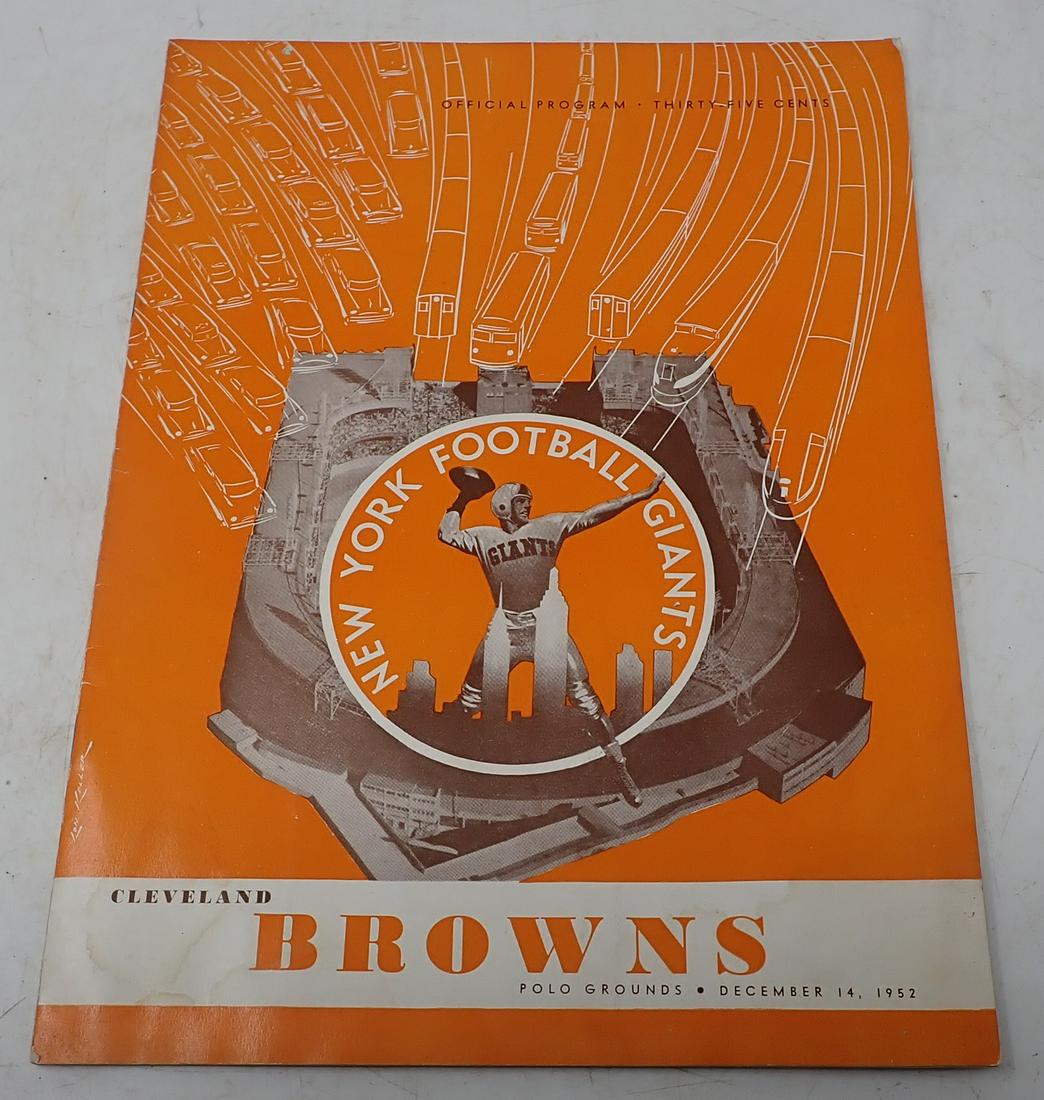 OFFICIAL PROGRAM • THIRTY-FIVE CENTS
NEW YORK FOOTBALL GIANTS
GIANTS
CLEVELAND
BROWNS
POLO GROUNDS • DECEMBER 14, 1952